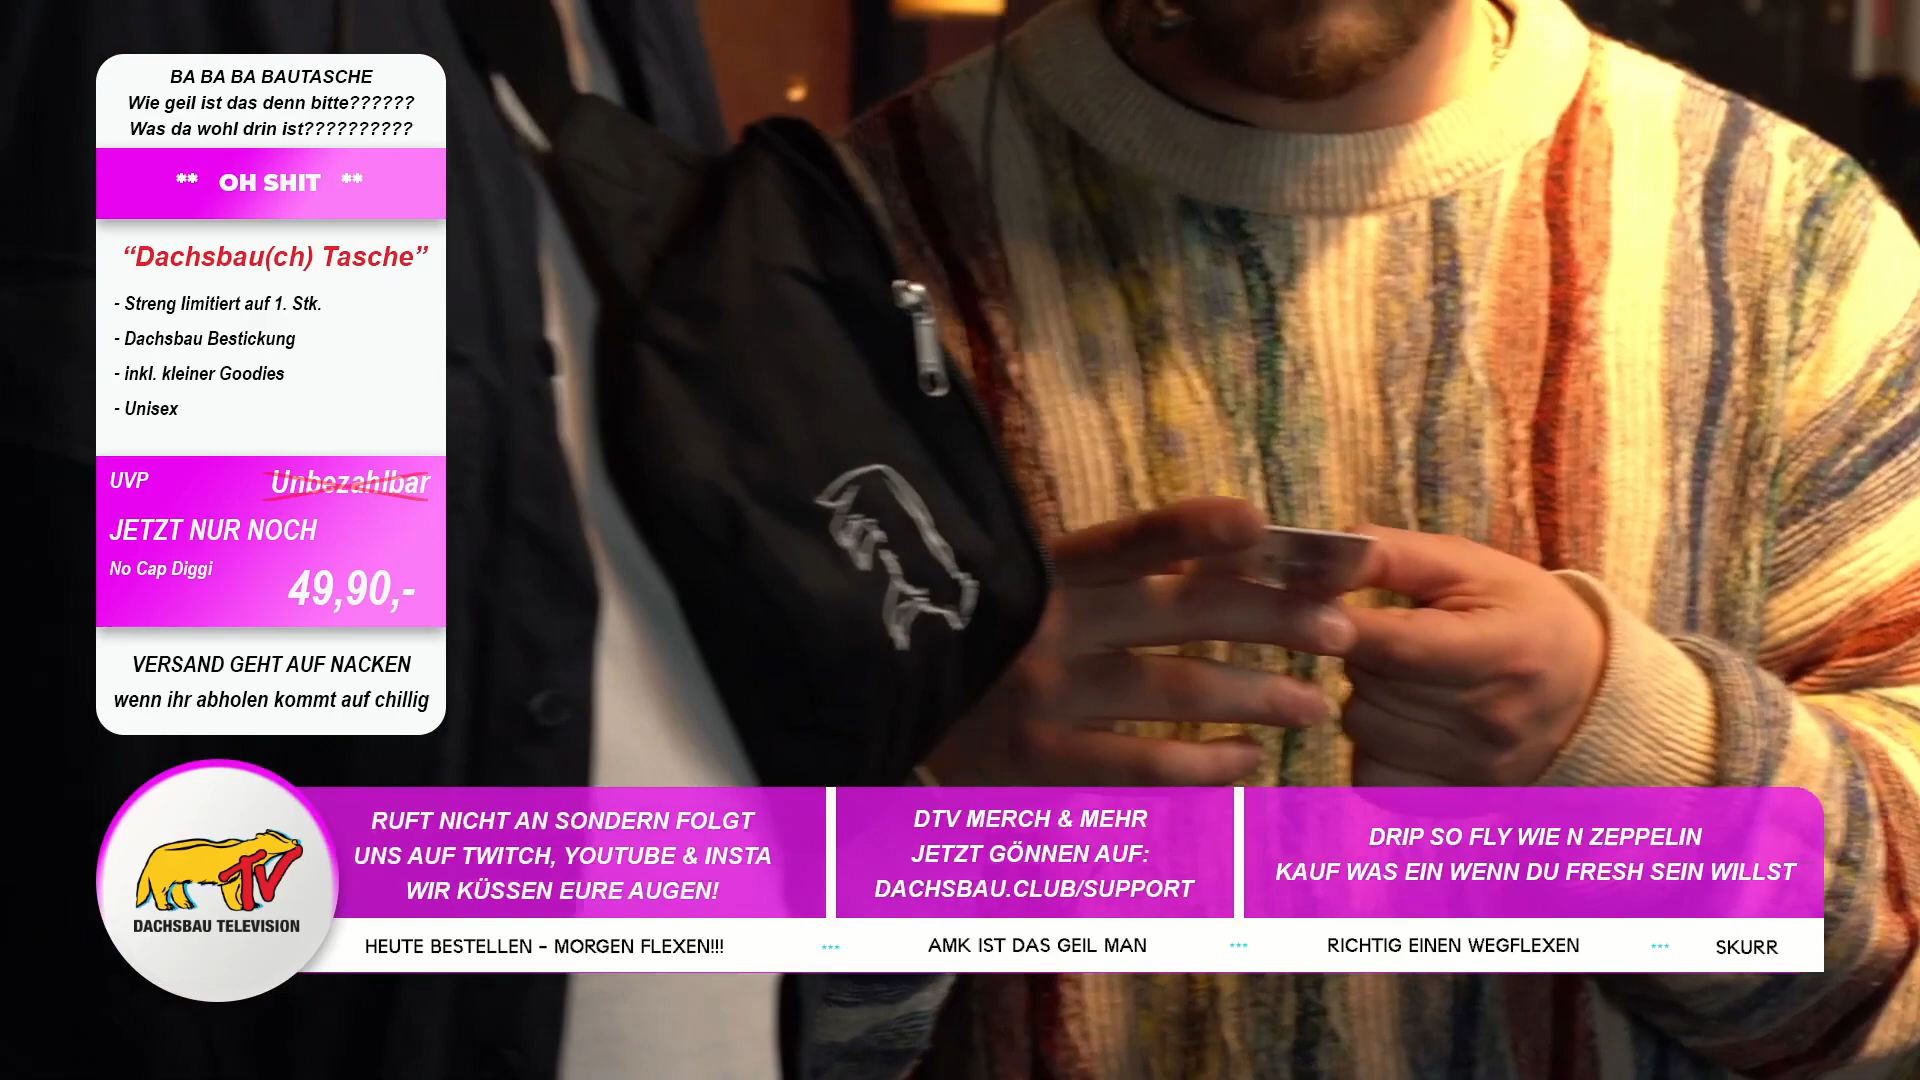 BA BA BA BAUTASCHE
Wie geil ist das denn bitte??????
Was da wohl drin ist??????????
** OH SHIT **
“Dachsbau(ch) Tasche”
- Streng limitiert auf 1. Stk.
- Dachsbau Bestickung
- inkl. kleiner Goodies
- Unisex
UVP Unbezahlbar
JETZT NUR NOCH
No Cap Diggi
49,90,-
VERSAND GEHT AUF NACKEN
wenn ihr abholen kommt auf chillig
TV
DACHSBAU TELEVISION
RUFT NICHT AN SONDERN FOLGT
UNS AUF TWITCH, YOUTUBE & INSTA
WIR KÜSSEN EURE AUGEN!
DTV MERCH & MEHR
JETZT GÖNNEN AUF:
DACHSBAU.CLUB/SUPPORT
DRIP SO FLY WIE N ZEPPELIN
KAUF WAS EIN WENN DU FRESH SEIN WILLST
HEUTE BESTELLEN - MORGEN FLEXEN!!! *** AMK IST DAS GEIL MAN *** RICHTIG EINEN WEGFLEXEN *** SKURR